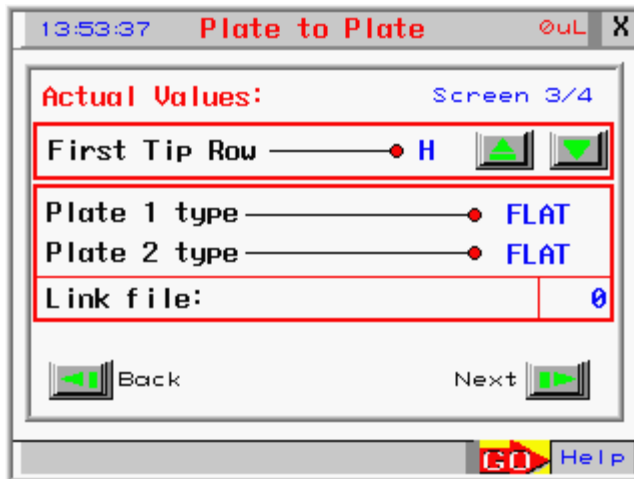 13:53:37 Plate to Plate 0uL X
Actual Values: Screen 3/4
First Tip Row H
Plate 1 type FLAT
Plate 2 type FLAT
Link file: 0
Back Next
GO Help